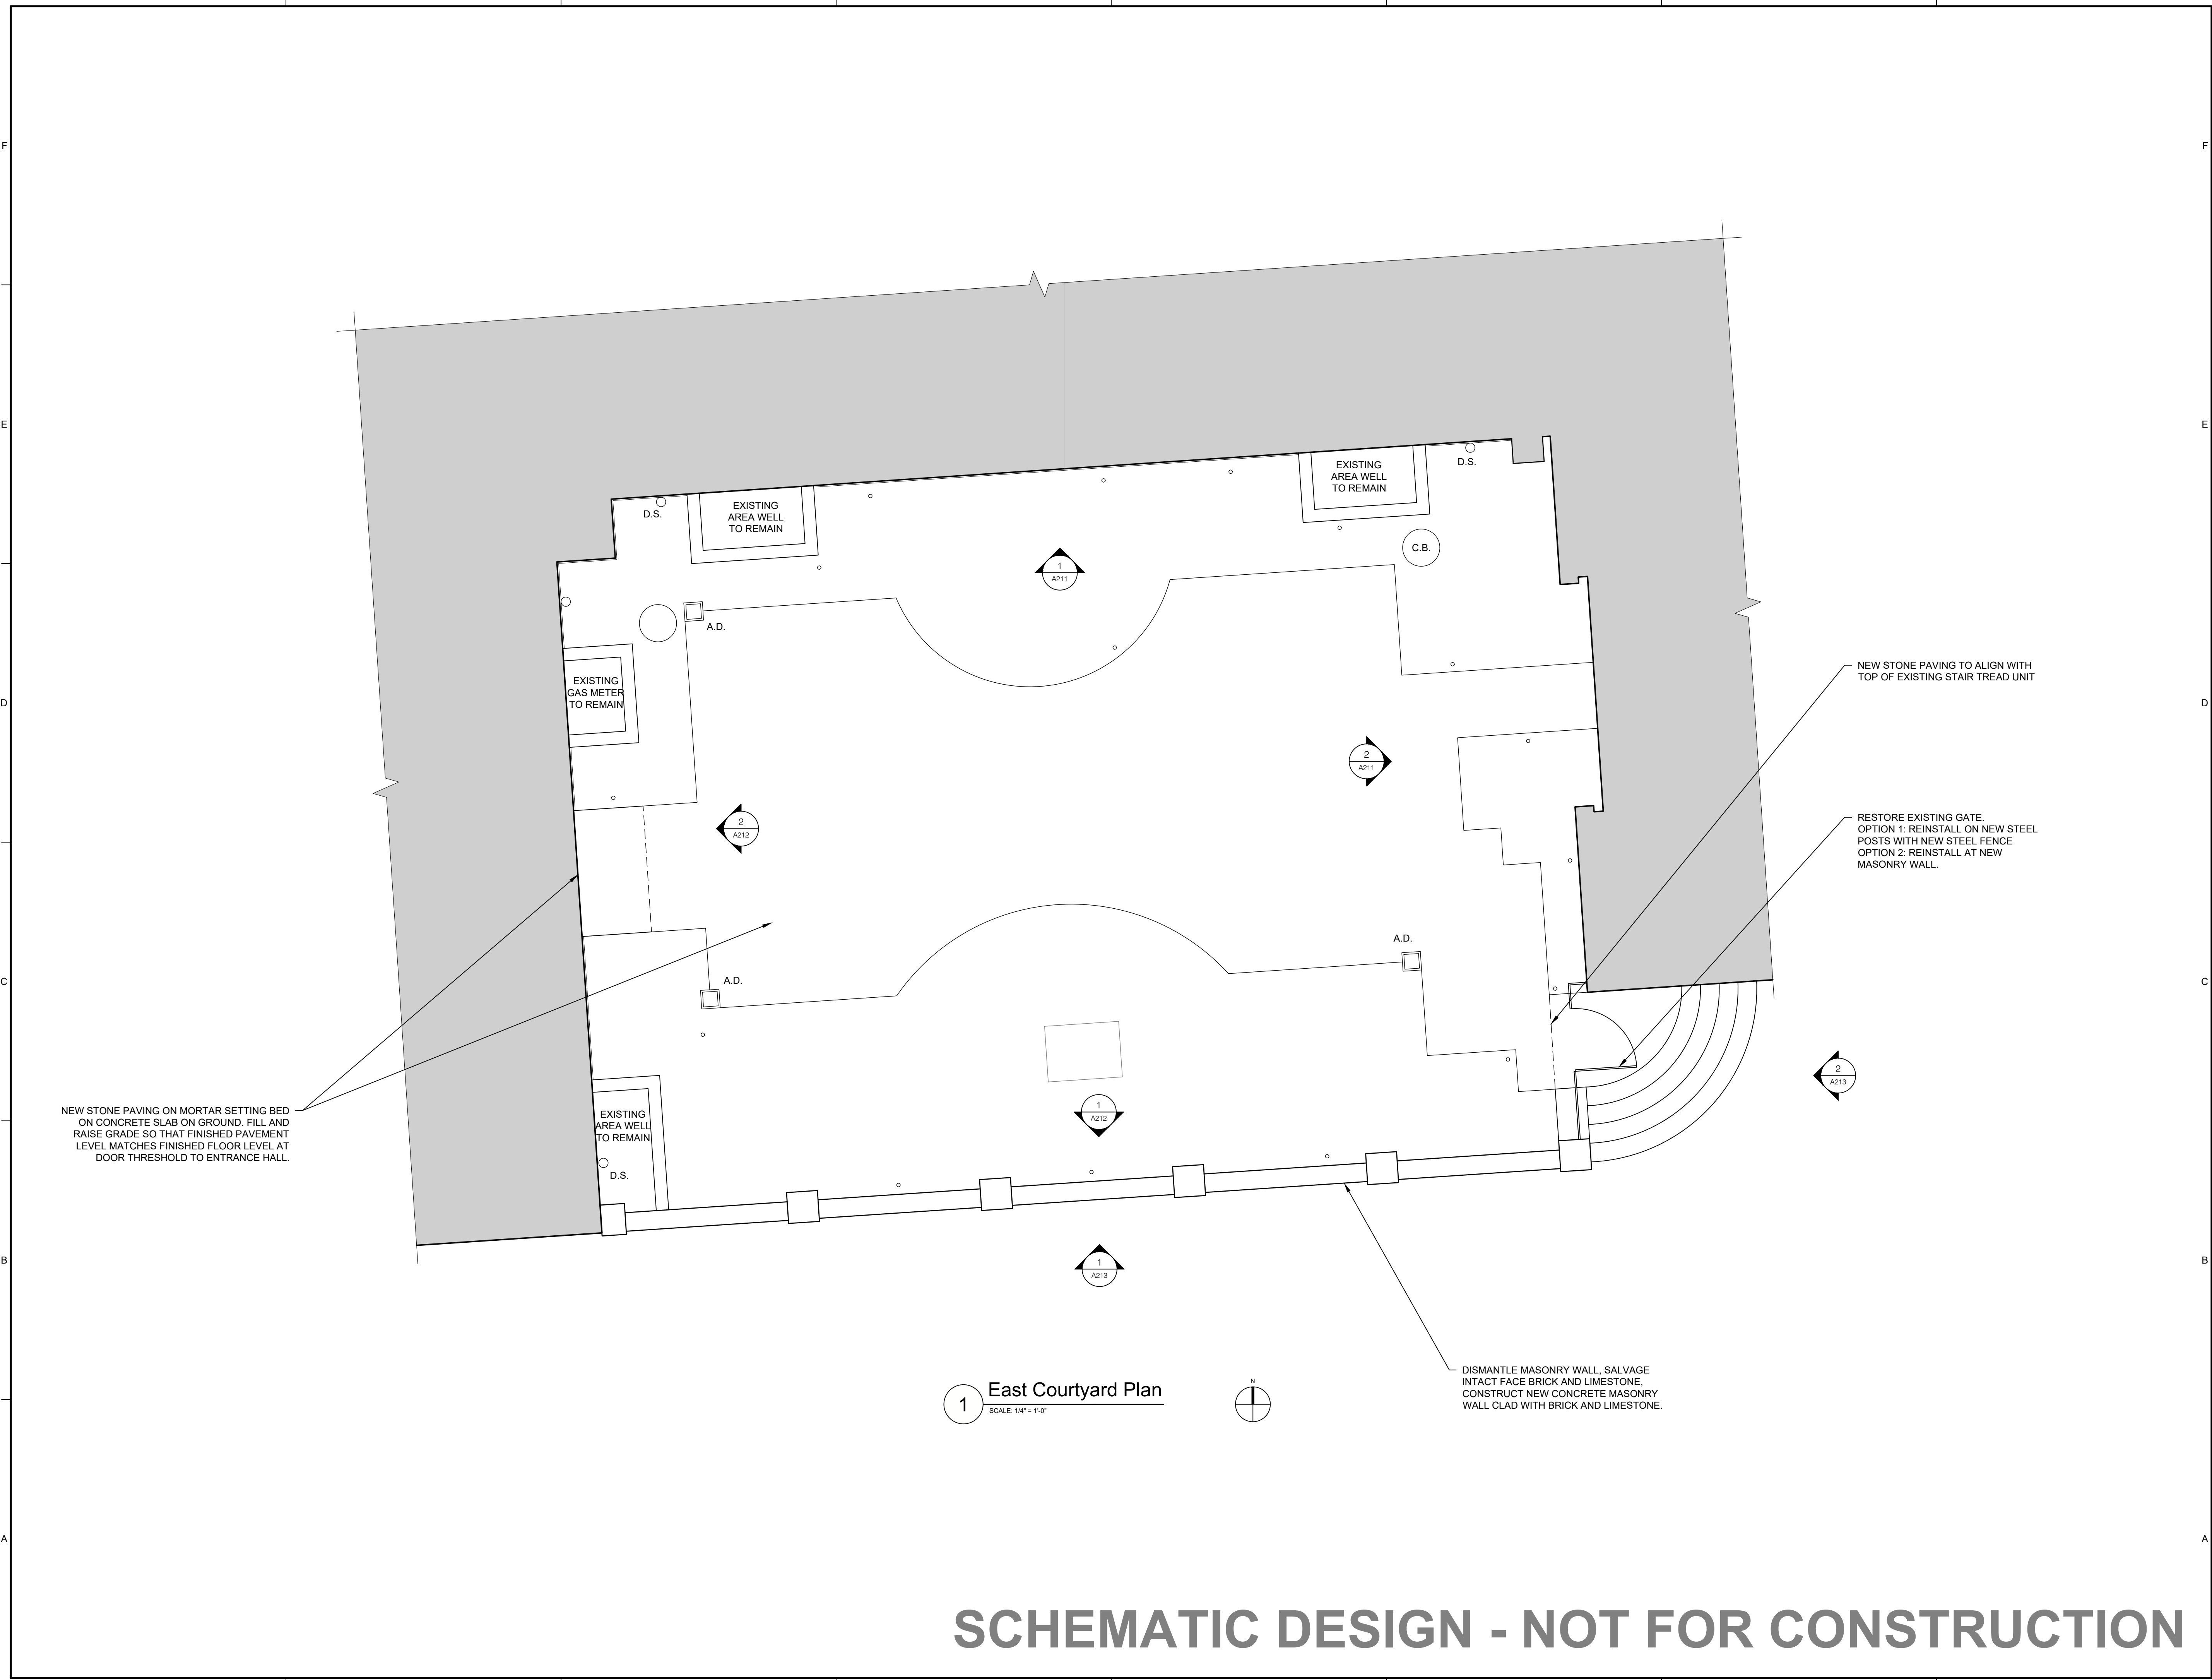 F
F
E
E
D
D
C
C
B
B
A
A
EXISTING
AREA WELL
TO REMAIN
D.S.
EXISTING
AREA WELL
TO REMAIN
D.S.
C.B.
1
A211
A.D.
EXISTING
GAS METER
TO REMAIN
2
A211
2
A212
A.D.
A.D.
1
A212
EXISTING
AREA WELL
TO REMAIN
D.S.
1
A213
2
A213
NEW STONE PAVING TO ALIGN WITH
TOP OF EXISTING STAIR TREAD UNIT
RESTORE EXISTING GATE.
OPTION 1: REINSTALL ON NEW STEEL
POSTS WITH NEW STEEL FENCE
OPTION 2: REINSTALL AT NEW
MASONRY WALL.
NEW STONE PAVING ON MORTAR SETTING BED
ON CONCRETE SLAB ON GROUND. FILL AND
RAISE GRADE SO THAT FINISHED PAVEMENT
LEVEL MATCHES FINISHED FLOOR LEVEL AT
DOOR THRESHOLD TO ENTRANCE HALL.
DISMANTLE MASONRY WALL, SALVAGE
INTACT FACE BRICK AND LIMESTONE,
CONSTRUCT NEW CONCRETE MASONRY
WALL CLAD WITH BRICK AND LIMESTONE.
1
East Courtyard Plan
SCALE: 1/4" = 1'-0"
N
SCHEMATIC DESIGN - NOT FOR CONSTRUCTION